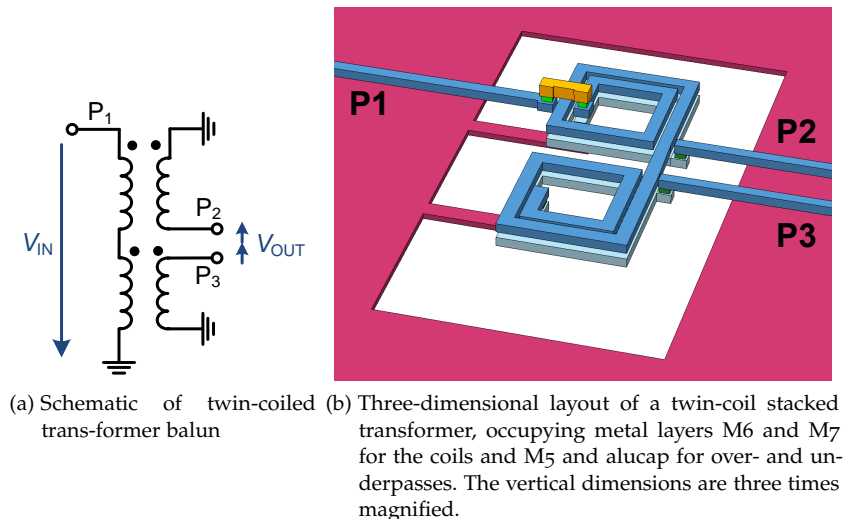 P1
P2
P3
VIN
VOUT
P1
P2
P3
(a) Schematic of twin-coiled
trans-former balun
(b) Three-dimensional layout of a twin-coil stacked
transformer, occupying metal layers M6 and M7
for the coils and M5 and alucap for over- and un-
derpasses. The vertical dimensions are three times
magnified.